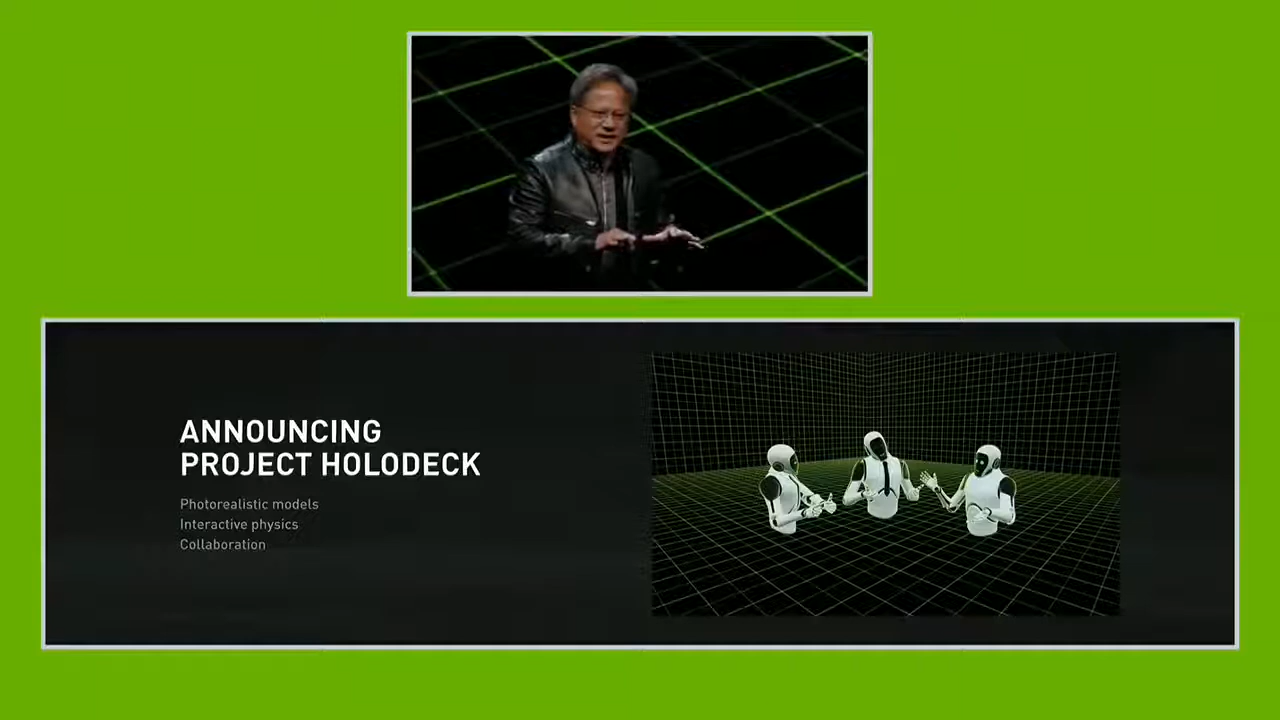 ANNOUNCING
PROJECT HOLODECK
Photorealistic models
Interactive physics
Collaboration